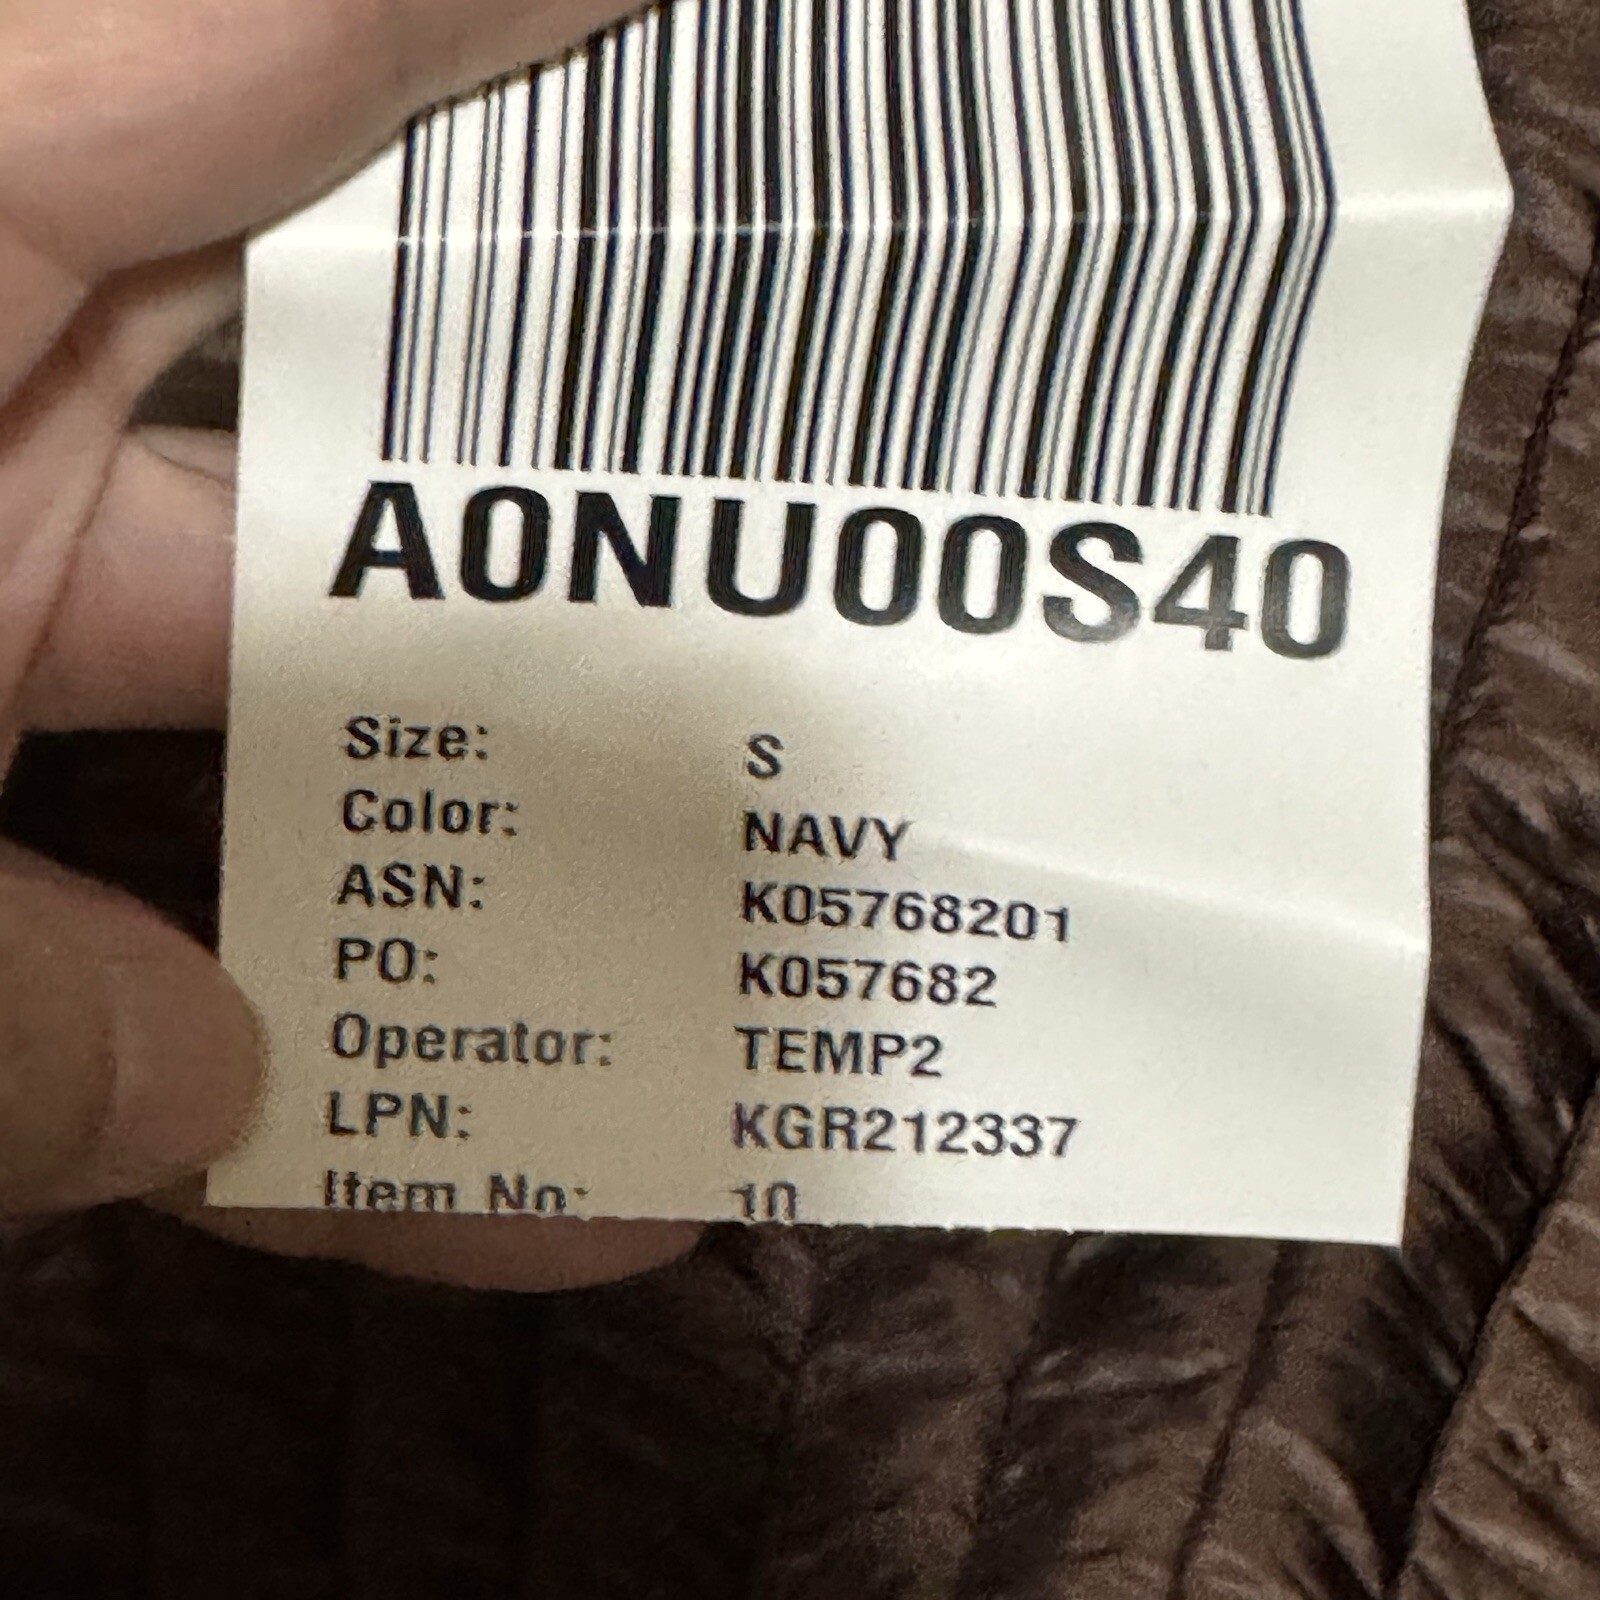 A0NU00S40
Size: S
Color: NAVY
ASN: K05768201
PO: K057682
Operator: TEMP2
LPN: KGR212337
Item No: 10